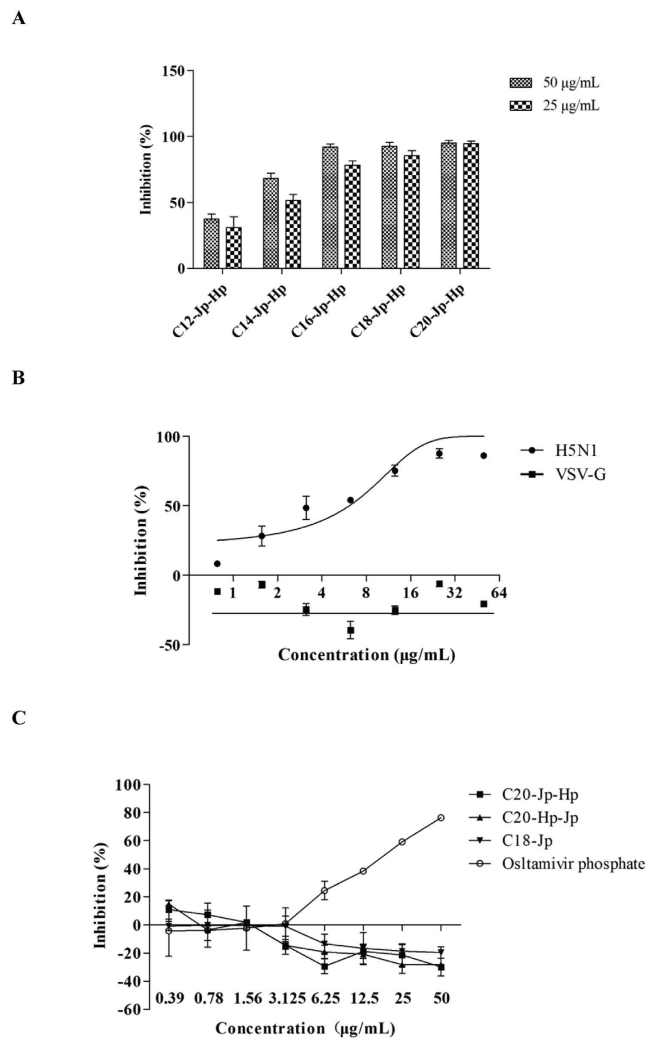 A
Inhibition (%)
150
100
50
0
50 μg/mL
25 μg/mL
C12-Jp-Hp
C14-Jp-Hp
C16-Jp-Hp
C18-Jp-Hp
C20-Jp-Hp
B
Inhibition (%)
100
50
0
-50
1
2
4
8
16
32
64
Concentration (μg/mL)
H5N1
VSV-G
C
Inhibition (%)
100
80
60
40
20
0
-20
-40
-60
0.39
0.78
1.56
3.125
6.25
12.5
25
50
Concentration (μg/mL)
C20-Jp-Hp
C20-Hp-Jp
C18-Jp
Osltamivir phosphate